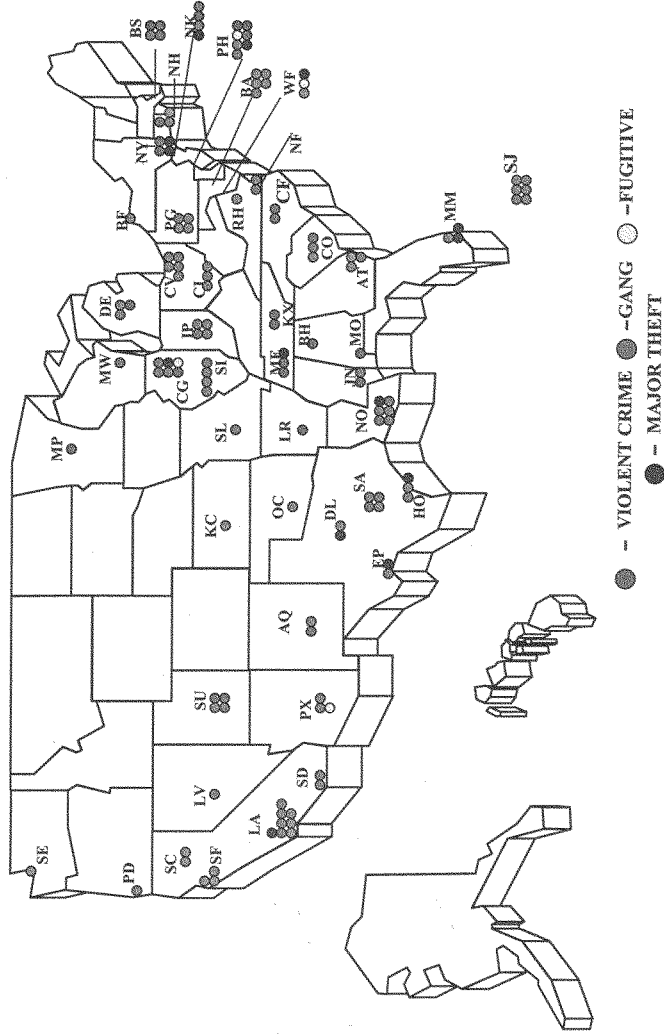 SE
PD
SC
SF
LV
LA
SD
SU
PX
AQ
EP
DL
SA
HO
OC
KC
MP
SL
LR
NO
JN
MW
CG
SI
IP
DE
ME
KX
BH
MO
CV
CI
BF
PG
RH
CE
CO
AT
NY
NH
BS
NK
PH
BA
WF
NF
MM
SJ
– VIOLENT CRIME
–GANG
–FUGITIVE
– MAJOR THEFT